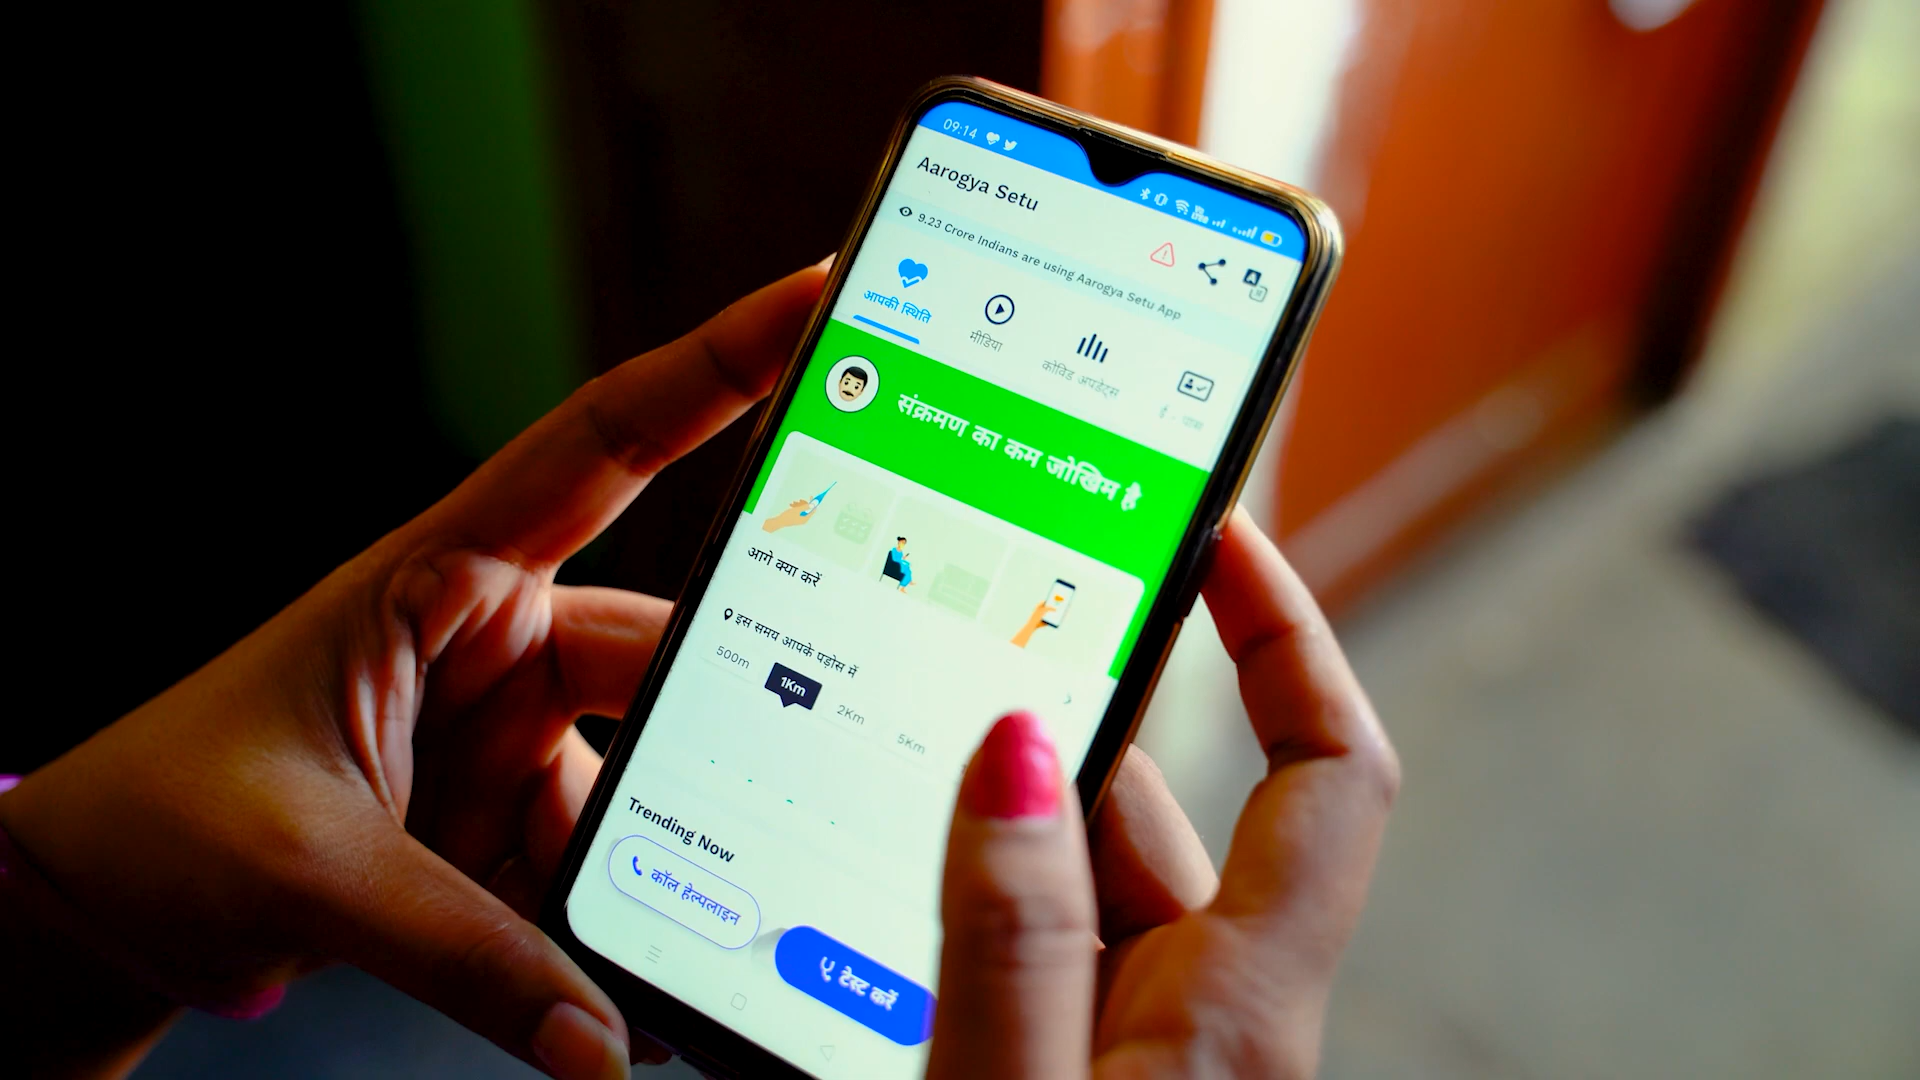 09:14
Aarogya Setu
9.23 Crore Indians are using Aarogya Setu App
आपकी स्थिति
मीडिया
कोविड अपडेट्स
ई - पास
संक्रमण का कम जोखिम है
आगे क्या करें
इस समय आपके पड़ोस में
500m
1Km
2Km
5Km
Trending Now
कॉल हेल्पलाइन
टेस्ट करें